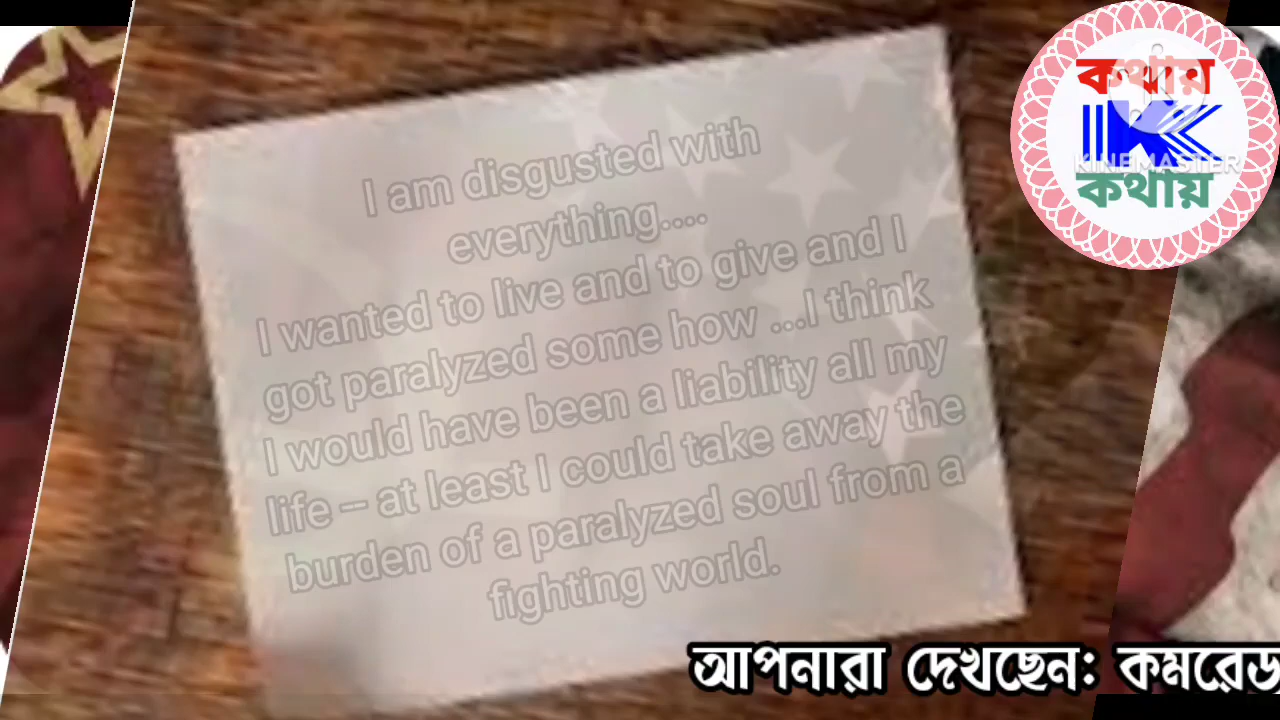 I am disgusted with
everything....
I wanted to live and to give and I
got paralyzed some how ...I think
I would have been a liability all my
life – at least I could take away the
burden of a paralyzed soul from a
fighting world.
কথায়
K
KINEMASTER
কথায়
আপনারা দেখছেন: কমরেড